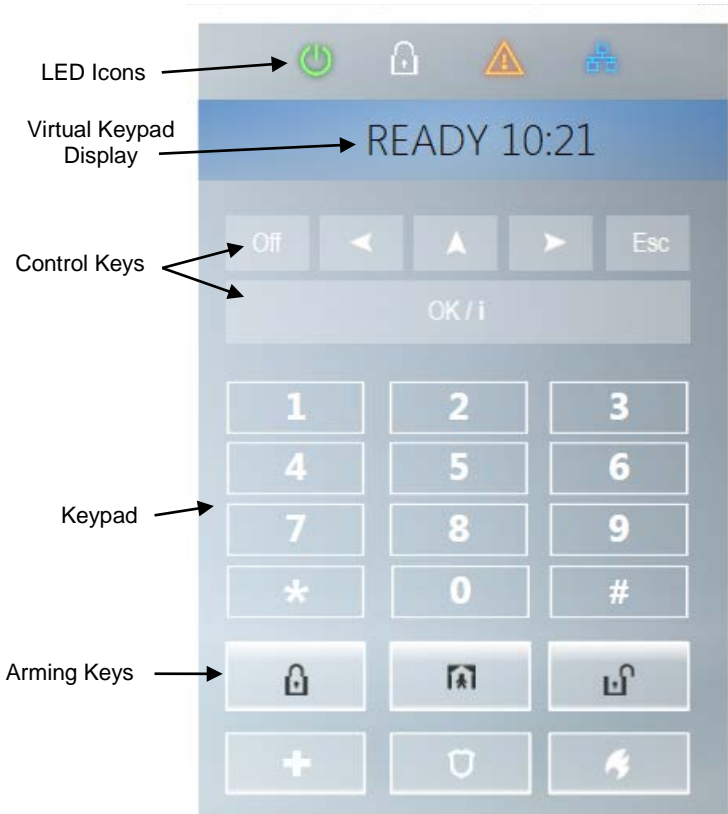 LED Icons
Virtual Keypad
Display
READY 10:21
Control Keys
Off
Esc
OK / i
1 2 3
4 5 6
Keypad
7 8 9
* 0 #
Arming Keys